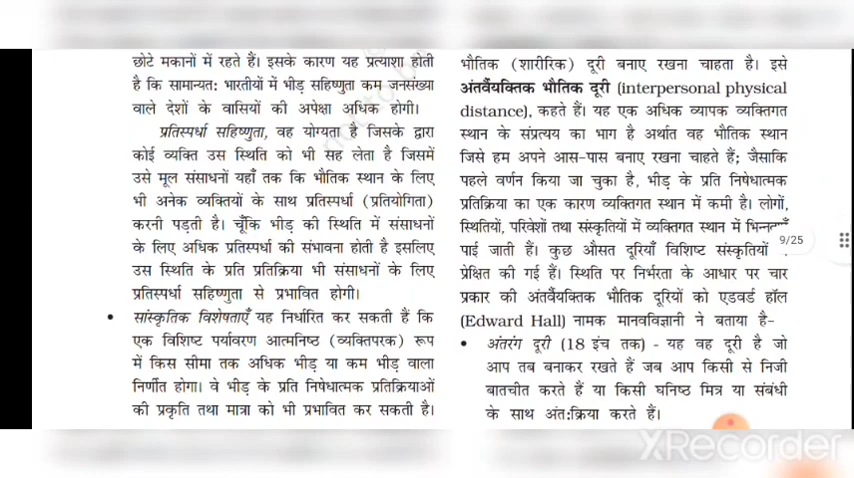 छोटे मकानों में रहते हैं। इसके कारण यह प्रत्याशा होती
है कि सामान्यत: भारतीयों में भीड़ सहिष्णुता कम जनसंख्या
वाले देशों के वासियों की अपेक्षा अधिक होगी।
प्रतिस्पर्धा सहिष्णुता, वह योग्यता है जिसके द्वारा
कोई व्यक्ति उस स्थिति को भी सह लेता है जिसमें
उसे मूल संसाधनों यहाँ तक कि भौतिक स्थान के लिए
भी अनेक व्यक्तियों के साथ प्रतिस्पर्धा (प्रतियोगिता)
करनी पड़ती है। चूँकि भीड़ की स्थिति में संसाधनों
के लिए अधिक प्रतिस्पर्धा की संभावना होती है इसलिए
उस स्थिति के प्रति प्रतिक्रिया भी संसाधनों के लिए
प्रतिस्पर्धा सहिष्णुता से प्रभावित होगी।
• सांस्कृतिक विशेषताएँ यह निर्धारित कर सकती हैं कि
एक विशिष्ट पर्यावरण आत्मनिष्ठ (व्यक्तिपरक) रूप
में किस सीमा तक अधिक भीड़ या कम भीड़ वाला
निर्णीत होगा। वे भीड़ के प्रति निषेधात्मक प्रतिक्रियाओं
की प्रकृति तथा मात्रा को भी प्रभावित कर सकती है।
भौतिक (शारीरिक) दूरी बनाए रखना चाहता है। इसे
अंतर्वैयक्तिक भौतिक दूरी (interpersonal physical
distance), कहते हैं। यह एक अधिक व्यापक व्यक्तिगत
स्थान के संप्रत्यय का भाग है अर्थात वह भौतिक स्थान
जिसे हम अपने आस-पास बनाए रखना चाहते हैं; जैसाकि
पहले वर्णन किया जा चुका है, भीड़ के प्रति निषेधात्मक
प्रतिक्रिया का एक कारण व्यक्तिगत स्थान में कमी है। लोगों,
स्थितियों, परिवेशों तथा संस्कृतियों में व्यक्तिगत स्थान में भिन्नताएँ
पाई जाती हैं। कुछ औसत दूरियाँ विशिष्ट संस्कृतियों
प्रेक्षित की गई हैं। स्थिति पर निर्भरता के आधार पर चार
प्रकार की अंतर्वैयक्तिक भौतिक दूरियों को एडवर्ड हॉल
(Edward Hall) नामक मानवविज्ञानी ने बताया है–
• अंतरंग दूरी (18 इंच तक) - यह वह दूरी है जो
आप तब बनाकर रखते हैं जब आप किसी से निजी
बातचीत करते हैं या किसी घनिष्ठ मित्र या संबंधी
के साथ अंत:क्रिया करते हैं।
9/25
XRecorder